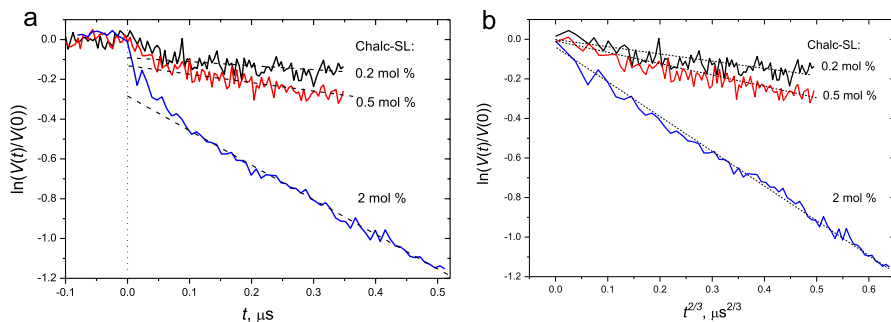 a
ln(V(t)/V(0))
0.0
-0.2
-0.4
-0.6
-0.8
-1.0
-1.2
Chalc-SL:
0.2 mol %
0.5 mol %
2 mol %
-0.1 0.0 0.1 0.2 0.3 0.4 0.5
t, μs
b
ln(V(t)/V(0))
0.0
-0.2
-0.4
-0.6
-0.8
-1.0
-1.2
Chalc-SL:
0.2 mol %
0.5 mol %
2 mol %
0.0 0.1 0.2 0.3 0.4 0.5 0.6
t^2/3, μs^2/3